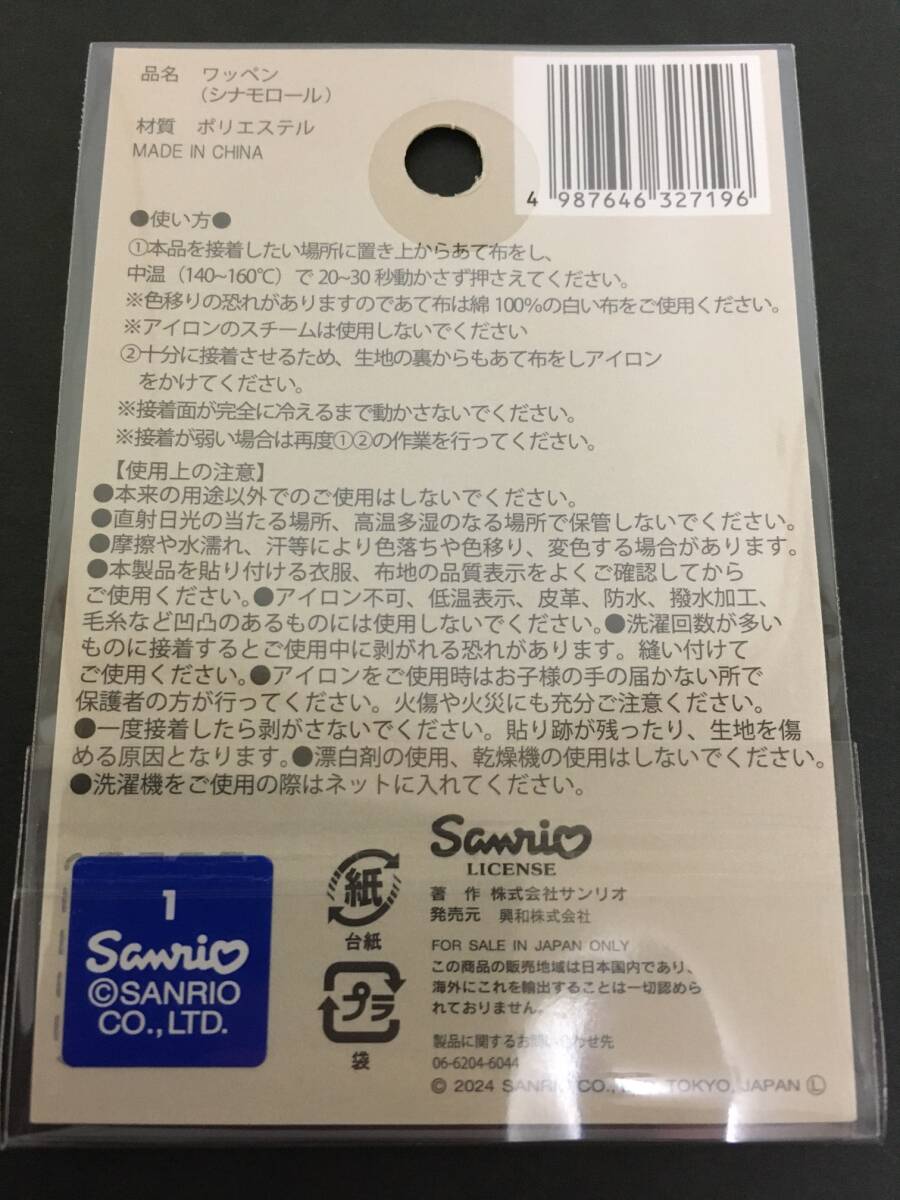 品名 ワッペン
(シナモロール)
材質 ポリエステル
MADE IN CHINA
4 987646 327196
●使い方●
①本品を接着したい場所に置き上からあて布をし、
中温(140~160℃)で20~30秒動かさず押さえてください。
※色移りの恐れがありますのであて布は綿100%の白い布をご使用ください。
※アイロンのスチームは使用しないでください
②十分に接着させるため、生地の裏からもあて布をしアイロン
をかけてください。
※接着面が完全に冷えるまで動かさないでください。
※接着が弱い場合は再度①②の作業を行ってください。
【使用上の注意】
●本来の用途以外でのご使用はしないでください。
●直射日光の当たる場所、高温多湿のなる場所で保管しないでください。
●摩擦や水濡れ、汗等により色落ちや色移り、変色する場合があります。
●本製品を貼り付ける衣服、布地の品質表示をよくご確認してから
ご使用ください。●アイロン不可、低温表示、皮革、防水、撥水加工、
毛糸など凹凸のあるものには使用しないでください。●洗濯回数が多い
ものに接着するとご使用中に剥がれる恐れがあります。縫い付けて
ご使用ください。●アイロンをご使用時はお子様の手の届かない所で
保護者の方が行ってください。火傷や火災にも充分ご注意ください。
●一度接着したら剥がさないでください。貼り跡が残ったり、生地を傷
める原因となります。●漂白剤の使用、乾燥機の使用はしないでください。
●洗濯機をご使用の際はネットに入れてください。
1
Sanrio
©SANRIO
CO.,LTD.
紙
台紙
プラ
袋
Sanrio
LICENSE
著 作 株式会社サンリオ
発売元 興和株式会社
FOR SALE IN JAPAN ONLY
この商品の販売地域は日本国内であり、
海外にこれを輸出することは一切認めら
れておりません。
製品に関するお問い合わせ先
06-6204-6044
© 2024 SANRIO CO., LTD. TOKYO, JAPAN Ⓛ